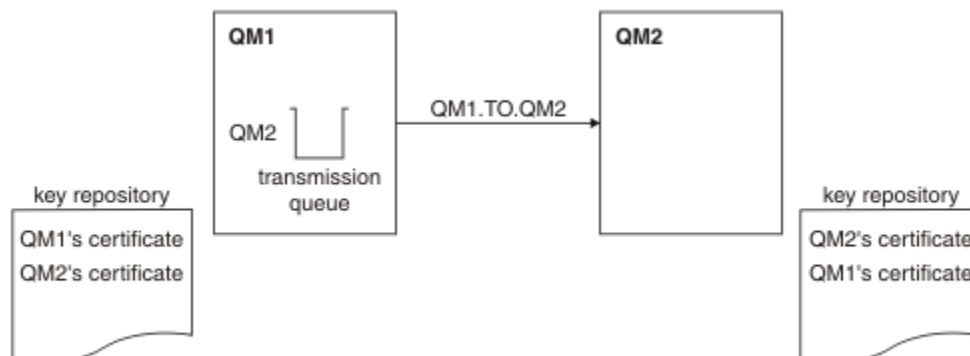 QM1
QM2
QM1.TO.QM2
QM2
transmission
queue
key repository
QM1's certificate
QM2's certificate
key repository
QM2's certificate
QM1's certificate